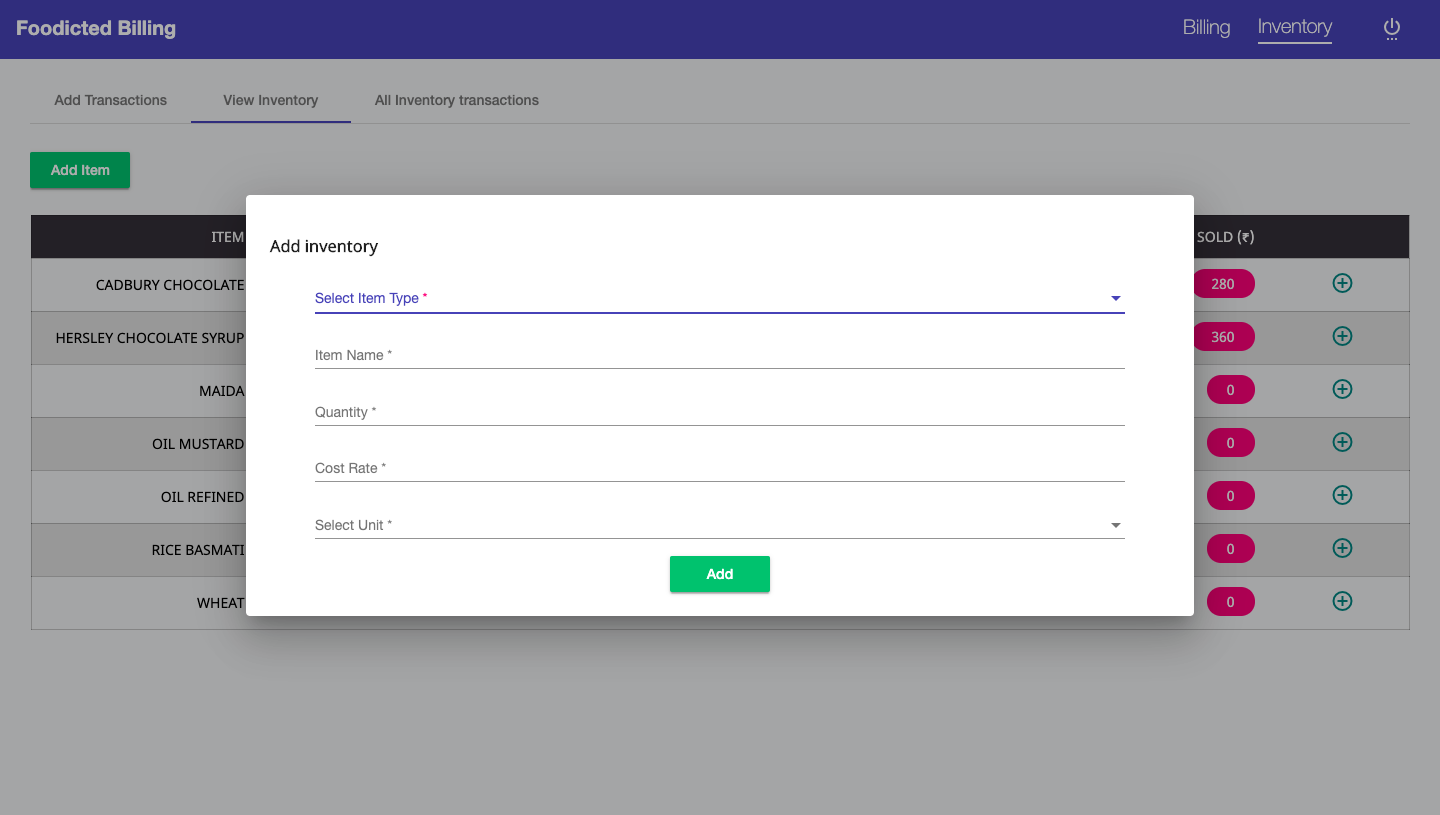 Foodicted Billing
Billing
Inventory
Add Transactions
View Inventory
All Inventory transactions
Add Item
ITEM
SOLD (₹)
CADBURY CHOCOLATE
280
HERSLEY CHOCOLATE SYRUP
360
MAIDA
0
OIL MUSTARD
0
OIL REFINED
0
RICE BASMATI
0
WHEAT
0
Add inventory
Select Item Type *
Item Name *
Quantity *
Cost Rate *
Select Unit *
Add